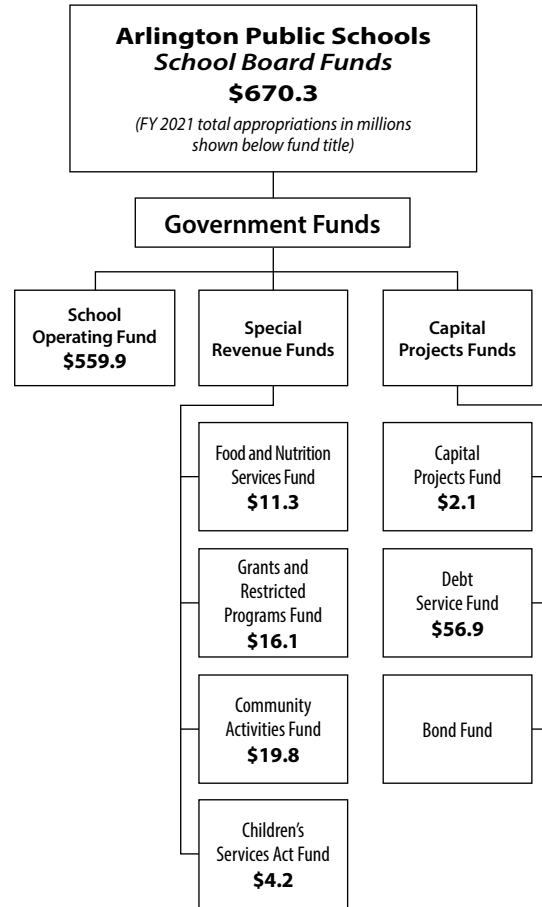 Arlington Public Schools
School Board Funds
$670.3
(FY 2021 total appropriations in millions
shown below fund title)
Government Funds
School
Operating Fund
$559.9
Special
Revenue Funds
Capital
Projects Funds
Food and Nutrition
Services Fund
$11.3
Grants and
Restricted
Programs Fund
$16.1
Community
Activities Fund
$19.8
Children's
Services Act Fund
$4.2
Capital
Projects Fund
$2.1
Debt
Service Fund
$56.9
Bond Fund